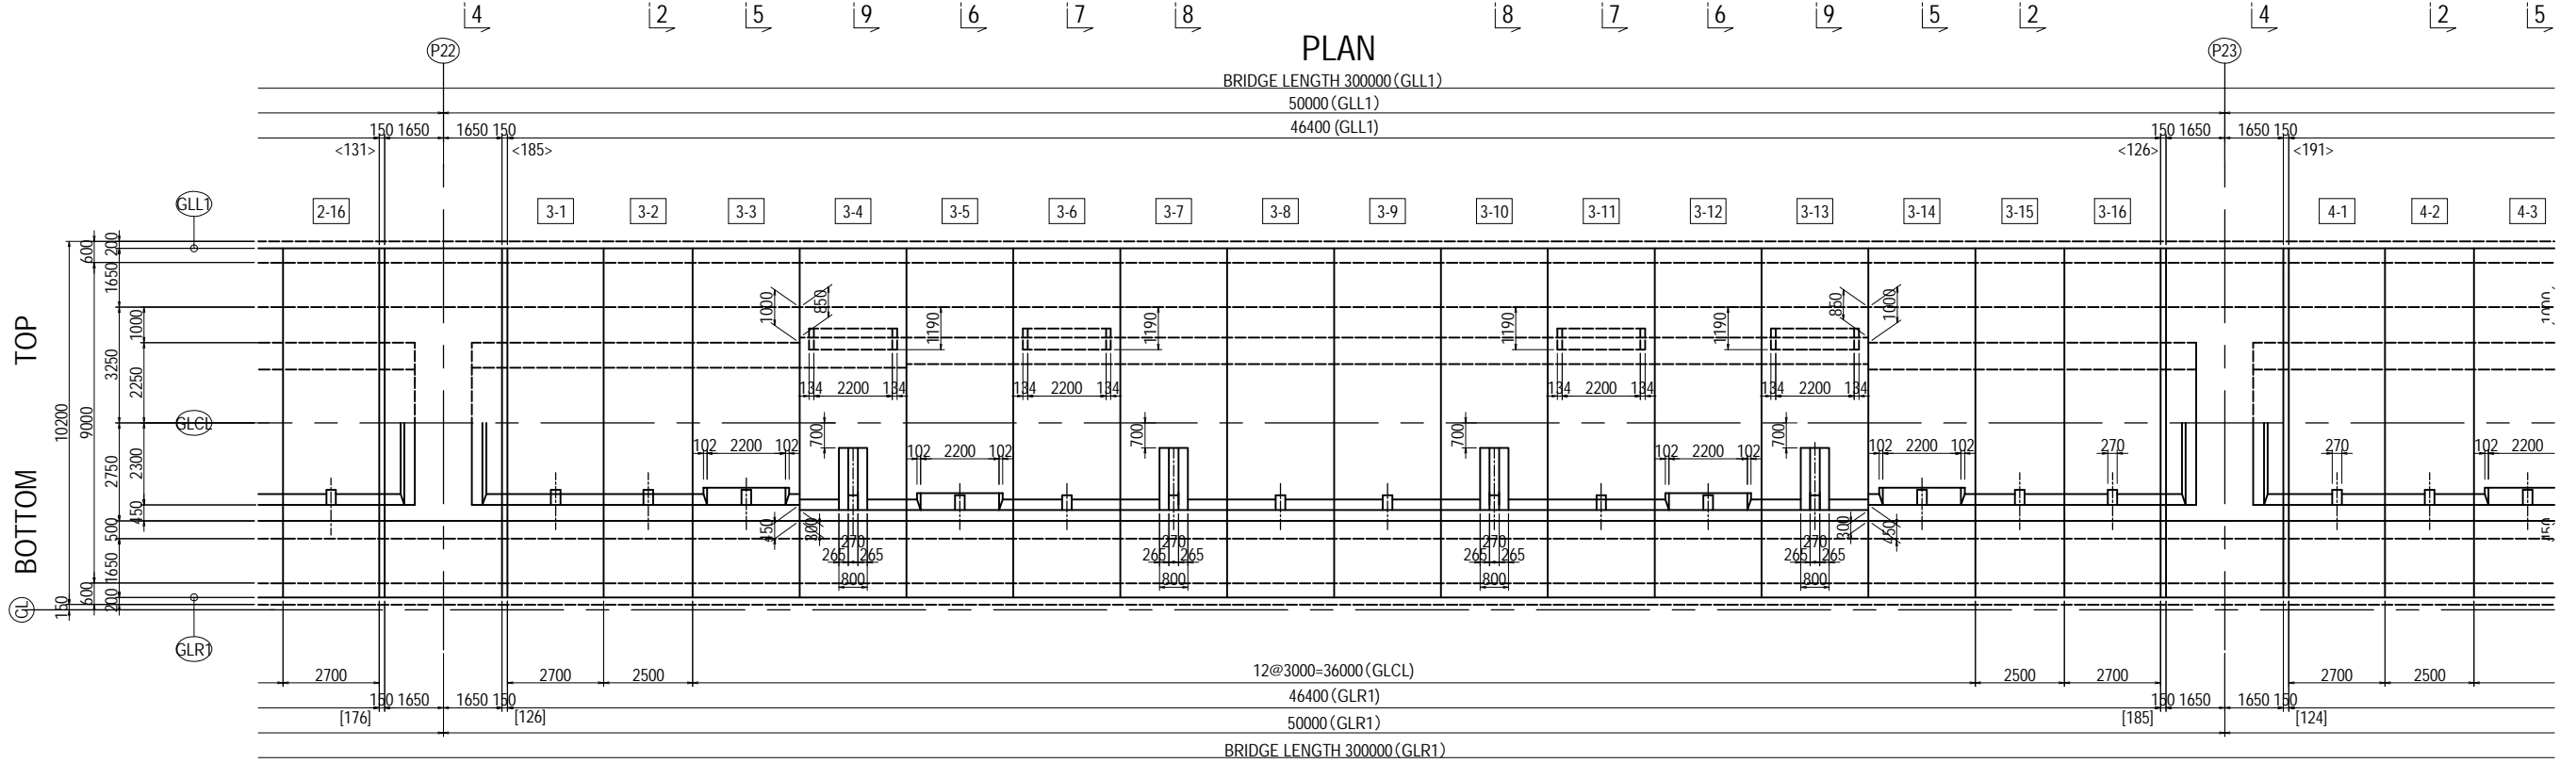 4 2 5 9 6 7 8 8 7 6 9 5 2 4 2 5
PLAN
P22 P23
BRIDGE LENGTH 300000(GLL1)
50000(GLL1)
150 1650 1650 150 46400 (GLL1) 150 1650 1650 150
<131> <185> <126> <191>
GLL1 2-16 3-1 3-2 3-3 3-4 3-5 3-6 3-7 3-8 3-9 3-10 3-11 3-12 3-13 3-14 3-15 3-16 4-1 4-2 4-3
600 200
1650
1000 850 850 1000
1000 1190 1190 1190 1190
TOP 3250
2250
134 2200 134 134 2200 134 134 2200 134 134 2200 134
10200 9000 GLCL
700 700 700 700
102 2200 102 102 2200 102 102 2200 102 102 2200 102 270 270 102 2200
BOTTOM 2750 2300
450
500 450 300 300 450 450
270 270 270 270
265 265 265 265 265 265 265 265
1650
800 800 800 800
600 200
CL 150
GLR1
2700 2700 2500 12@3000=36000(GLCL) 2500 2700 2700 2500
150 1650 1650 150 46400(GLR1) 150 1650 1650 150
[176] [126] [185] [124]
50000(GLR1)
BRIDGE LENGTH 300000(GLR1)